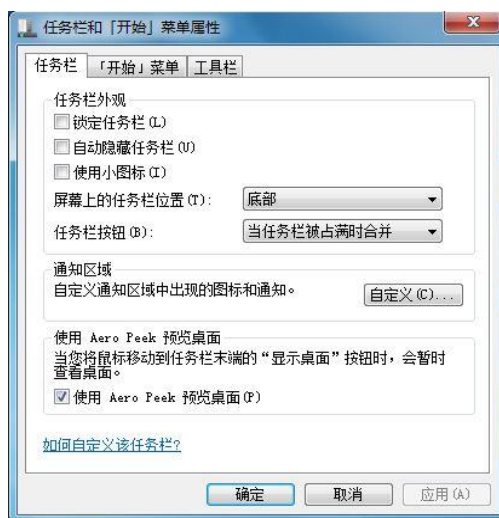 任务栏和「开始」菜单属性
任务栏 「开始」菜单 工具栏
任务栏外观
锁定任务栏(L)
自动隐藏任务栏(U)
使用小图标(I)
屏幕上的任务栏位置(T): 底部
任务栏按钮(B): 当任务栏被占满时合并
通知区域
自定义通知区域中出现的图标和通知。 自定义(C)...
使用 Aero Peek 预览桌面
当您将鼠标移动到任务栏末端的“显示桌面”按钮时，会暂时
查看桌面。
使用 Aero Peek 预览桌面(P)
如何自定义该任务栏?
确定 取消 应用(A)